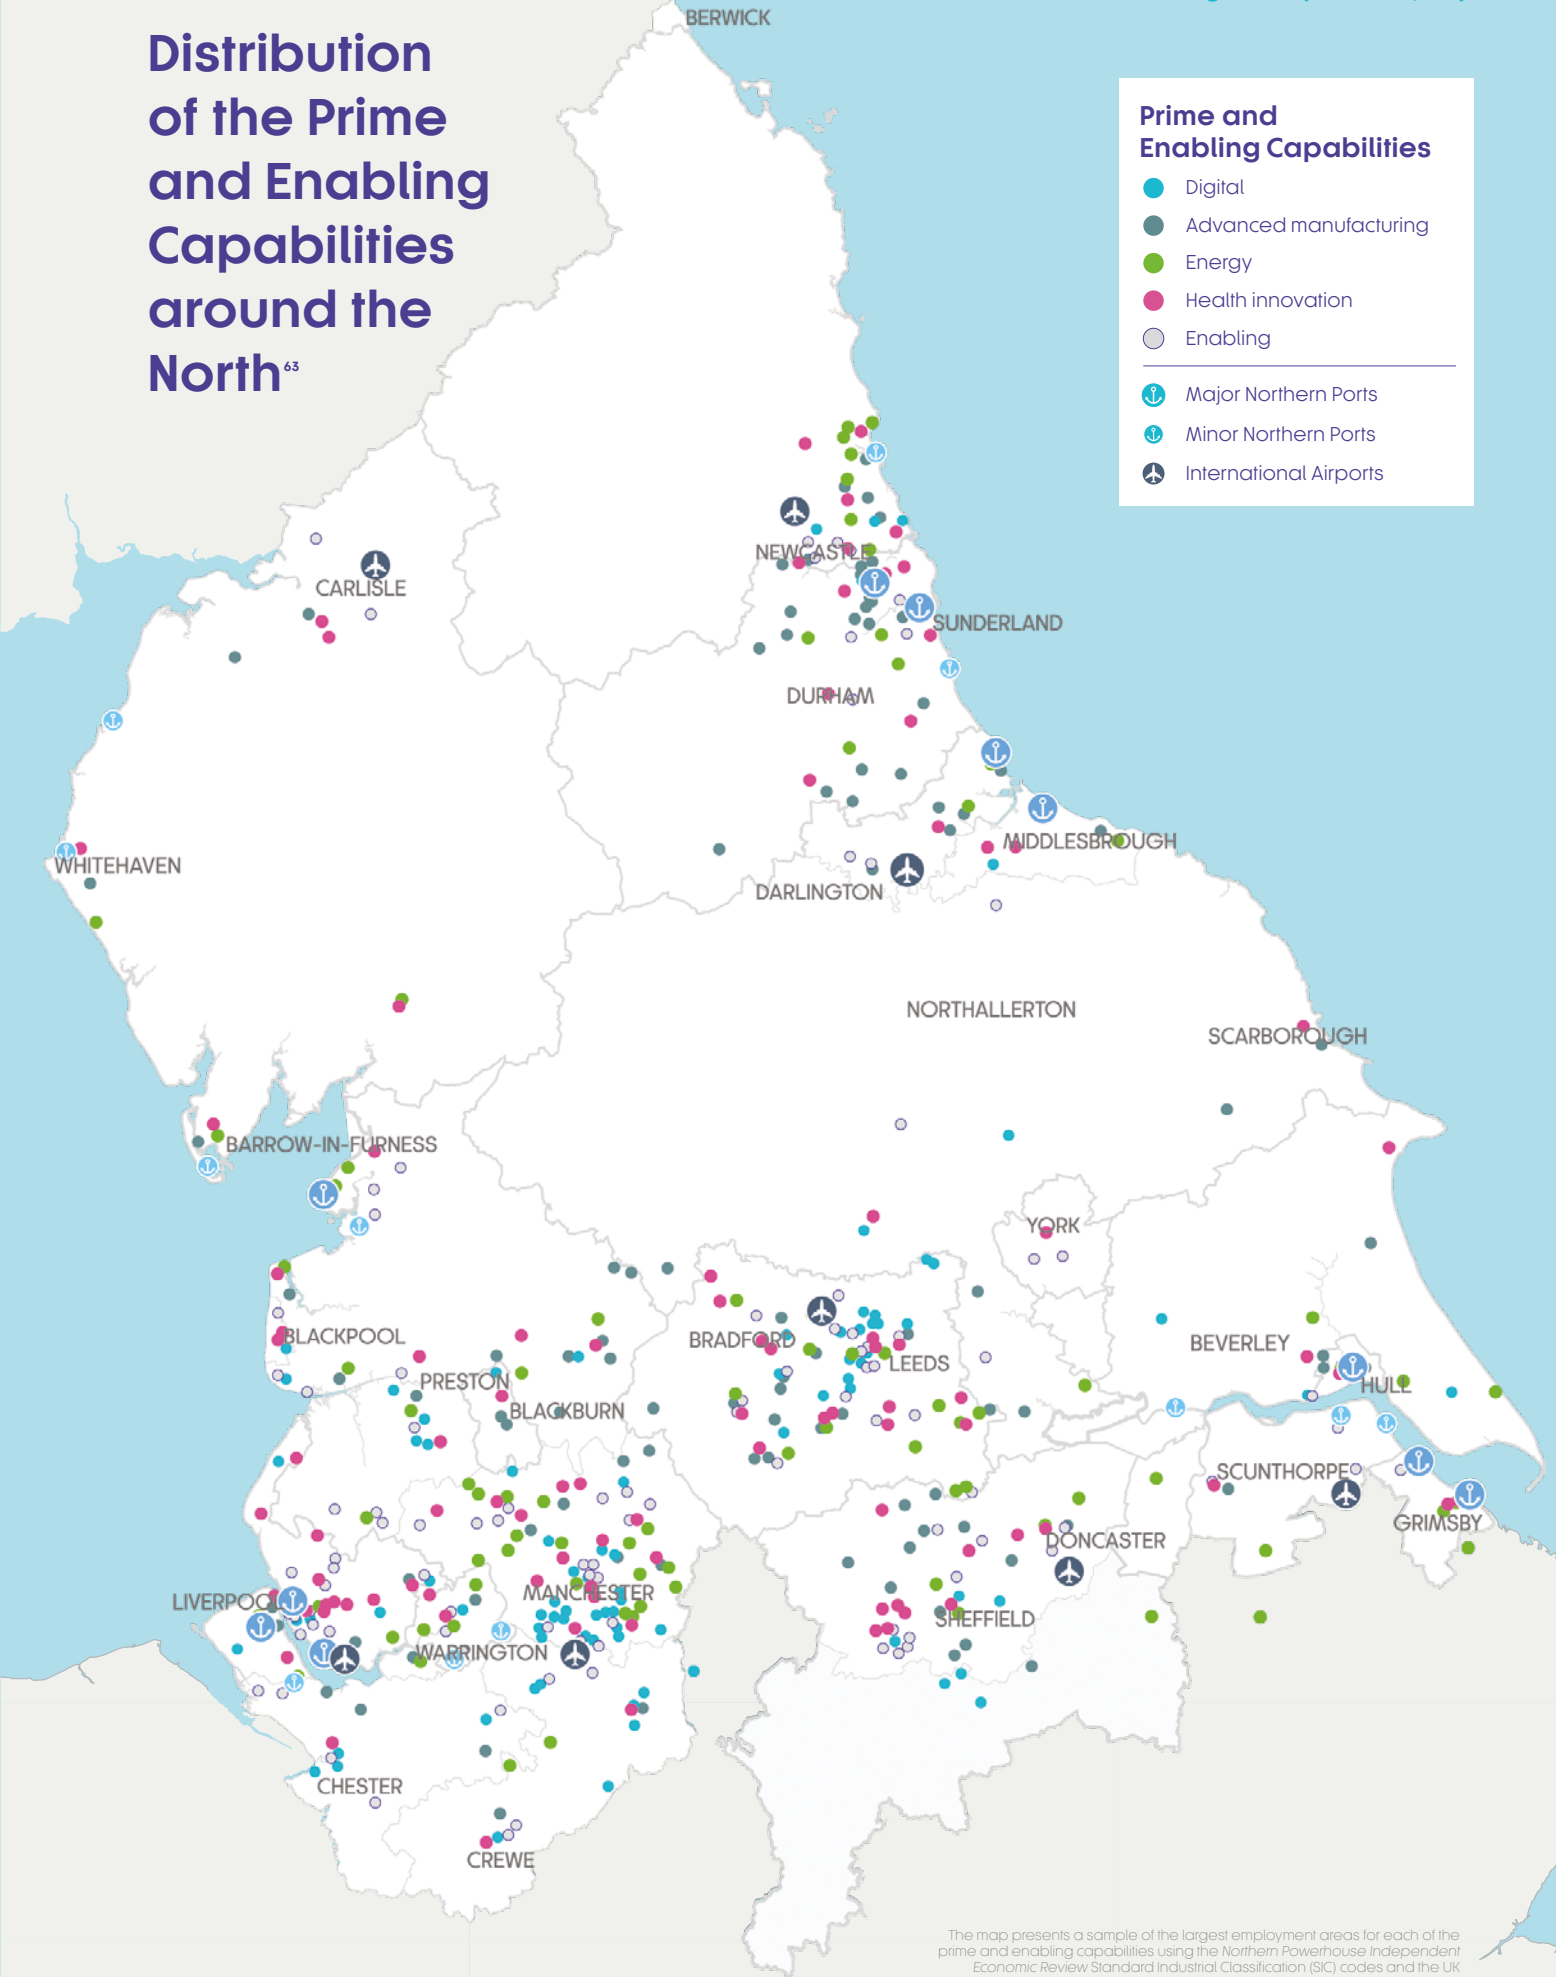 Distribution
of the Prime
and Enabling
Capabilities
around the
North⁶³
Prime and
Enabling Capabilities
Digital
Advanced manufacturing
Energy
Health innovation
Enabling
Major Northern Ports
Minor Northern Ports
International Airports
BERWICK
NEWCASTLE
CARLISLE
SUNDERLAND
DURHAM
MIDDLESBROUGH
WHITEHAVEN
DARLINGTON
NORTHALLERTON
SCARBOROUGH
BARROW-IN-FURNESS
YORK
BLACKPOOL
BRADFORD
BEVERLEY
LEEDS
PRESTON
HULL
BLACKBURN
SCUNTHORPE
GRIMSBY
DONCASTER
MANCHESTER
LIVERPOOL
SHEFFIELD
WARRINGTON
CHESTER
CREWE
The map presents a sample of the largest employment areas for each of the
prime and enabling capabilities using the Northern Powerhouse Independent
Economic Review Standard Industrial Classification (SIC) codes and the UK